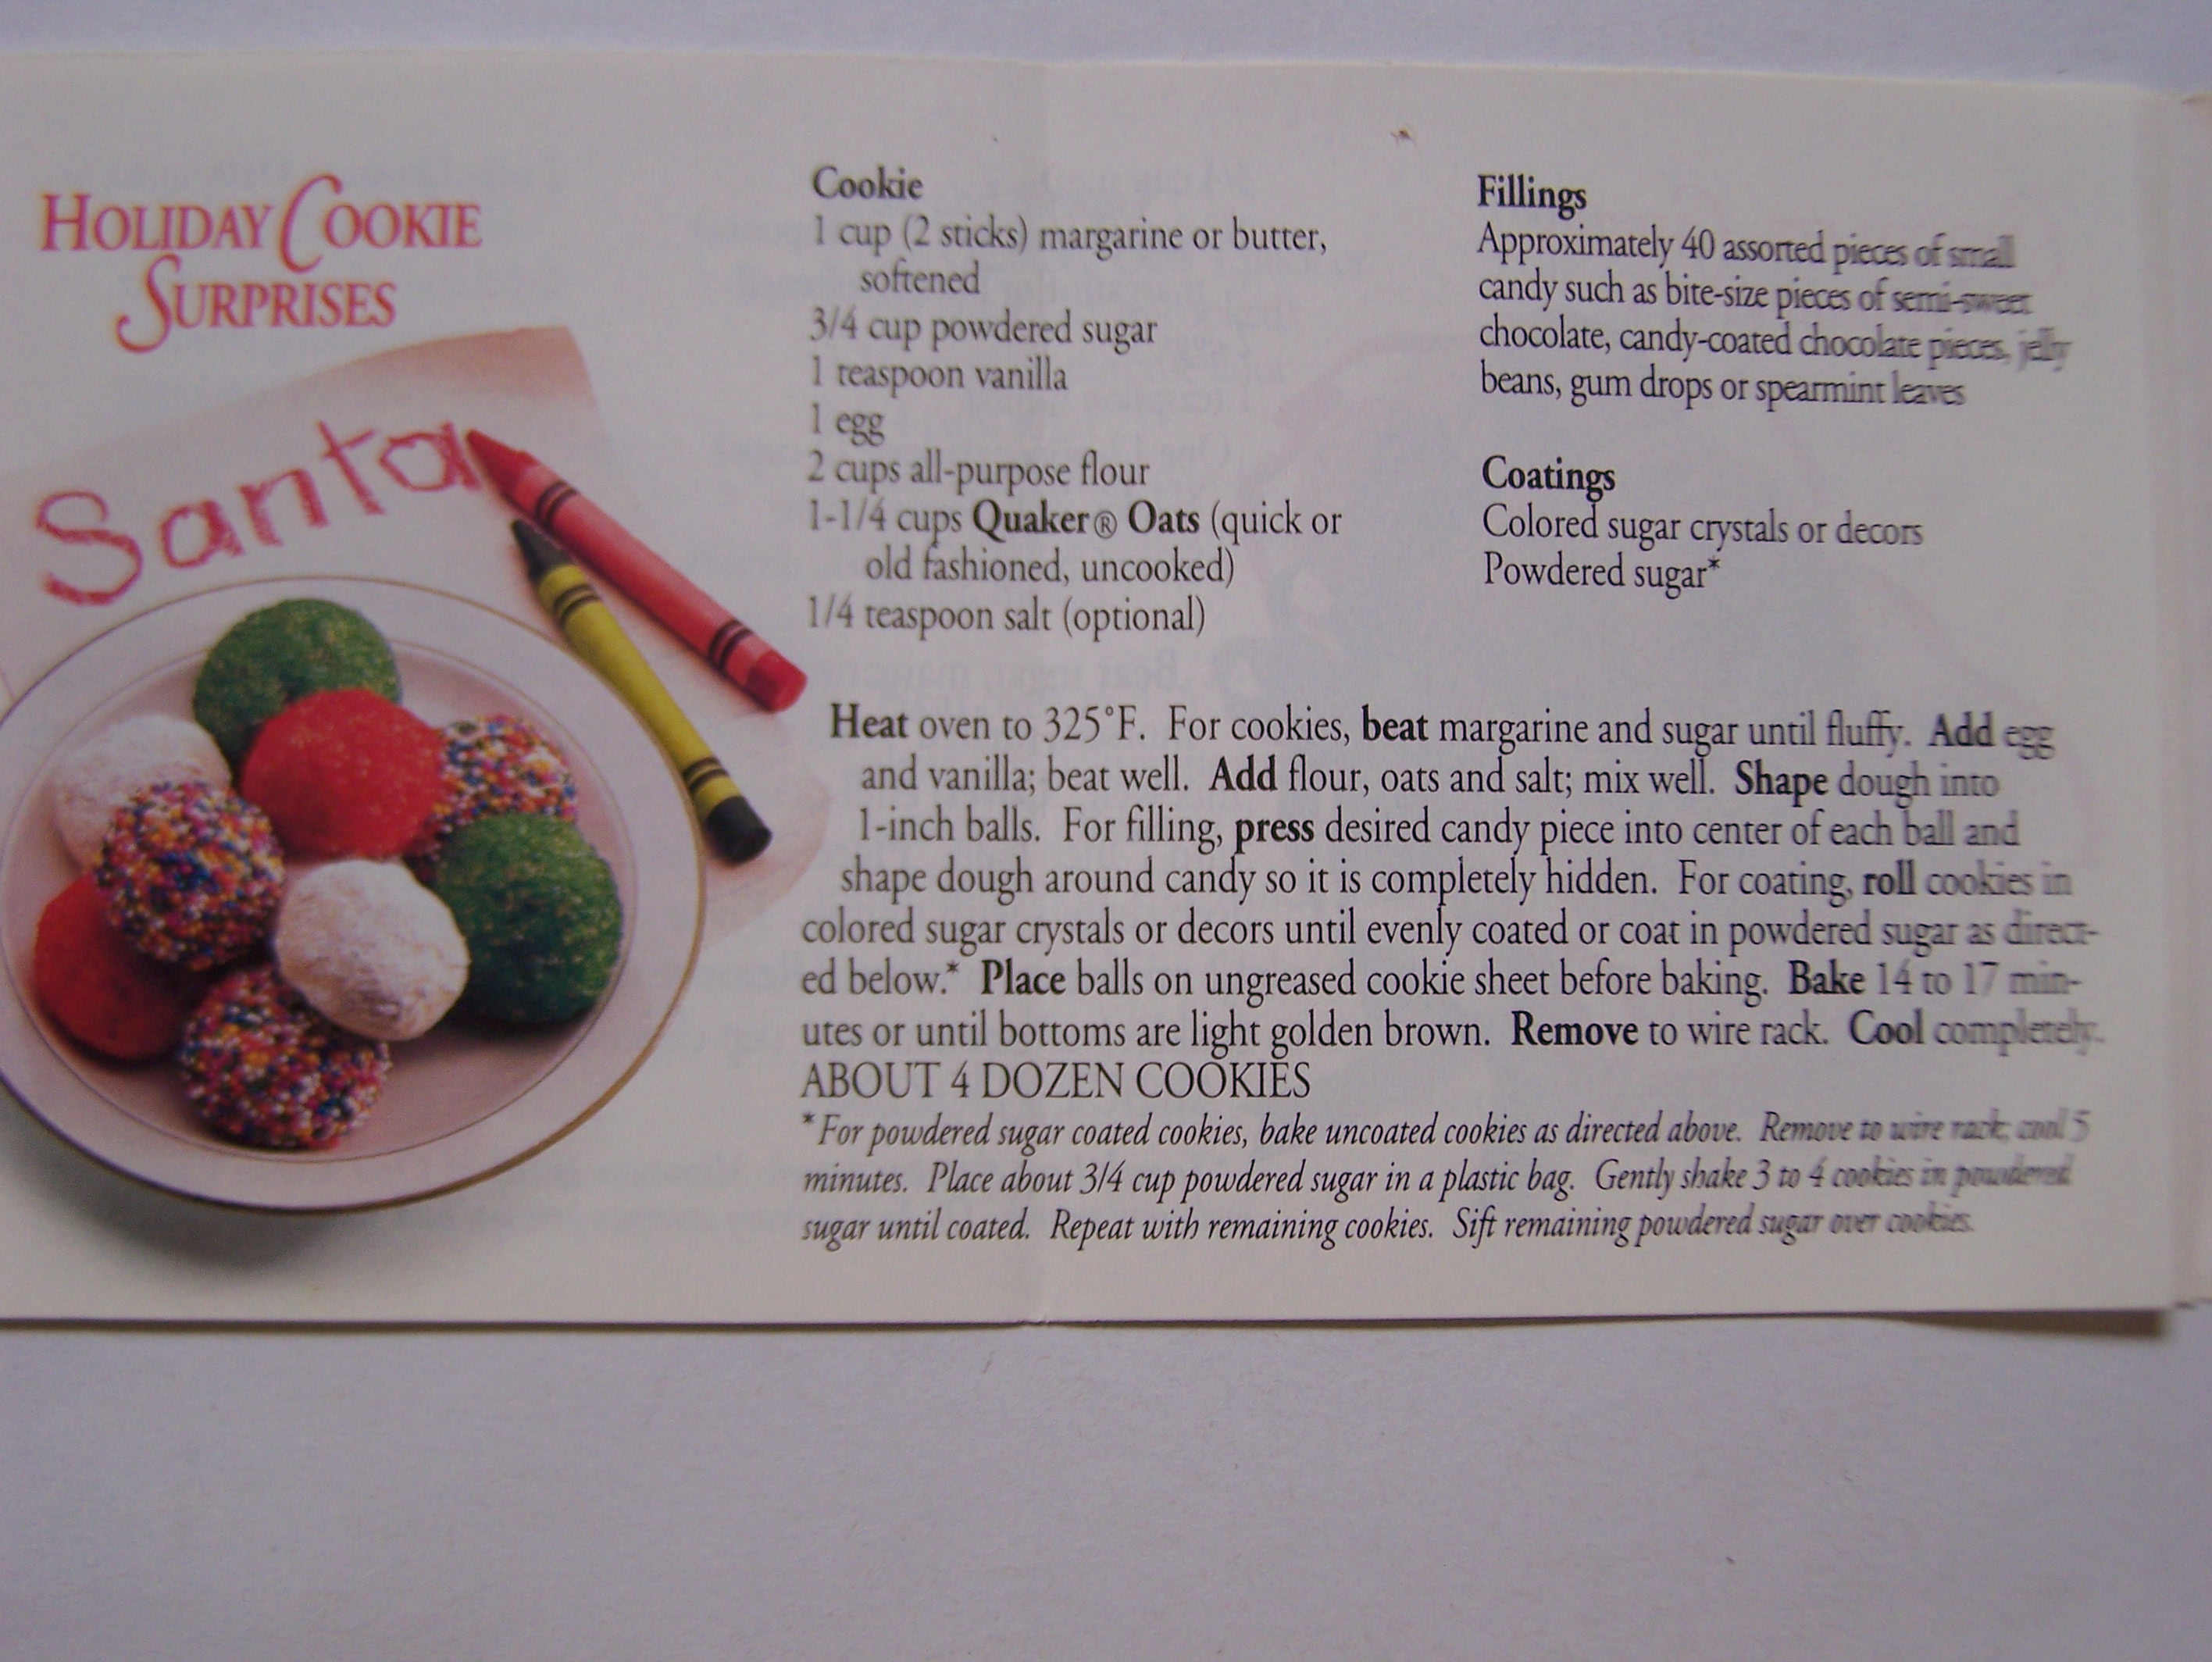 HOLIDAY COOKIE
SURPRISES
Santa
Cookie
1 cup (2 sticks) margarine or butter,
softened
3/4 cup powdered sugar
1 teaspoon vanilla
1 egg
2 cups all-purpose flour
1-1/4 cups Quaker® Oats (quick or
old fashioned, uncooked)
1/4 teaspoon salt (optional)
Fillings
Approximately 40 assorted pieces of small
candy such as bite-size pieces of semi-sweet
chocolate, candy-coated chocolate pieces, jelly
beans, gum drops or spearmint leaves
Coatings
Colored sugar crystals or decors
Powdered sugar*
Heat oven to 325°F. For cookies, beat margarine and sugar until fluffy. Add egg
and vanilla; beat well. Add flour, oats and salt; mix well. Shape dough into
1-inch balls. For filling, press desired candy piece into center of each ball and
shape dough around candy so it is completely hidden. For coating, roll cookies in
colored sugar crystals or decors until evenly coated or coat in powdered sugar as direct-
ed below.* Place balls on ungreased cookie sheet before baking. Bake 14 to 17 min-
utes or until bottoms are light golden brown. Remove to wire rack. Cool completely.
ABOUT 4 DOZEN COOKIES
*For powdered sugar coated cookies, bake uncoated cookies as directed above. Remove to wire rack; cool 5
minutes. Place about 3/4 cup powdered sugar in a plastic bag. Gently shake 3 to 4 cookies in powdered
sugar until coated. Repeat with remaining cookies. Sift remaining powdered sugar over cookies.